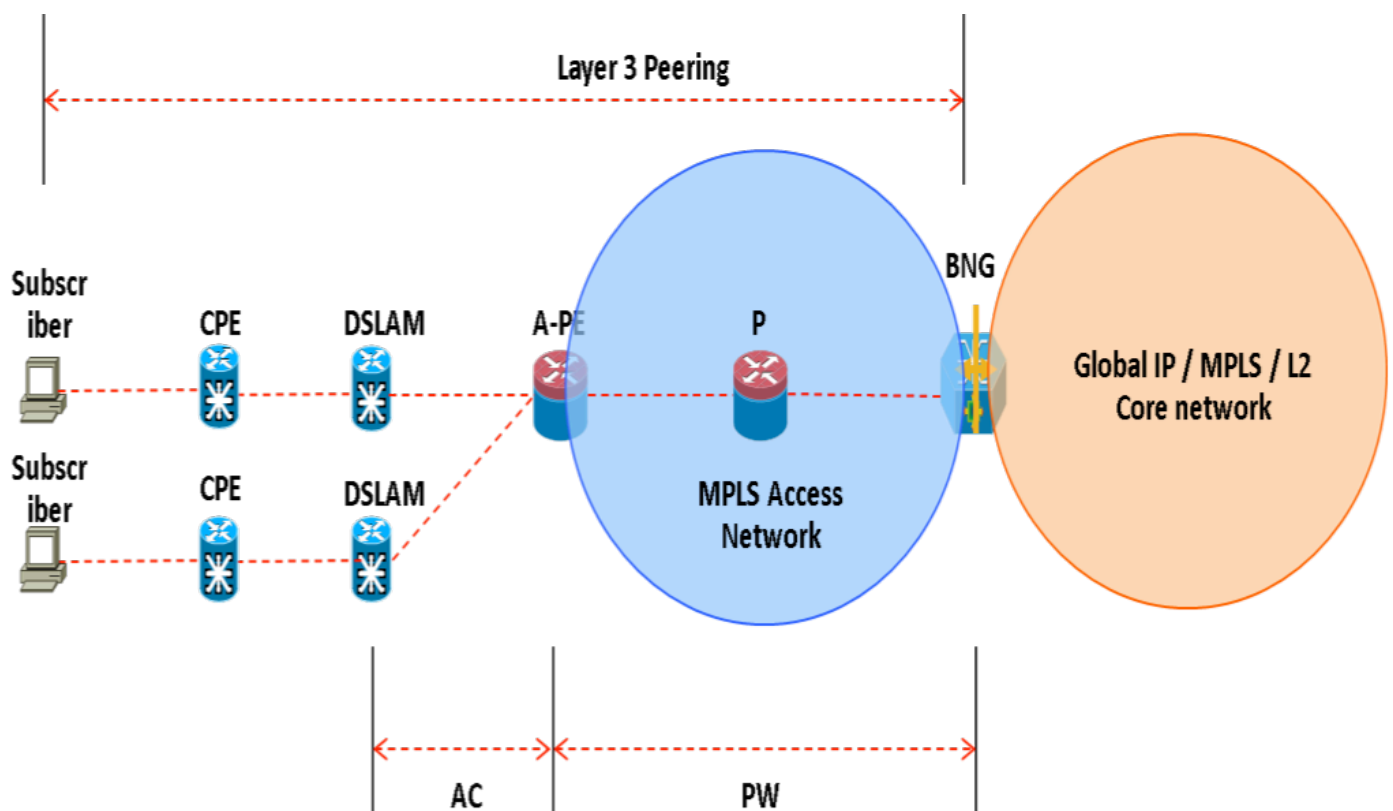 Layer 3 Peering
BNG
Subscr
iber
CPE
DSLAM
A-PE
P
Global IP / MPLS / L2
Core network
Subscr
iber
CPE
DSLAM
MPLS Access
Network
AC
PW